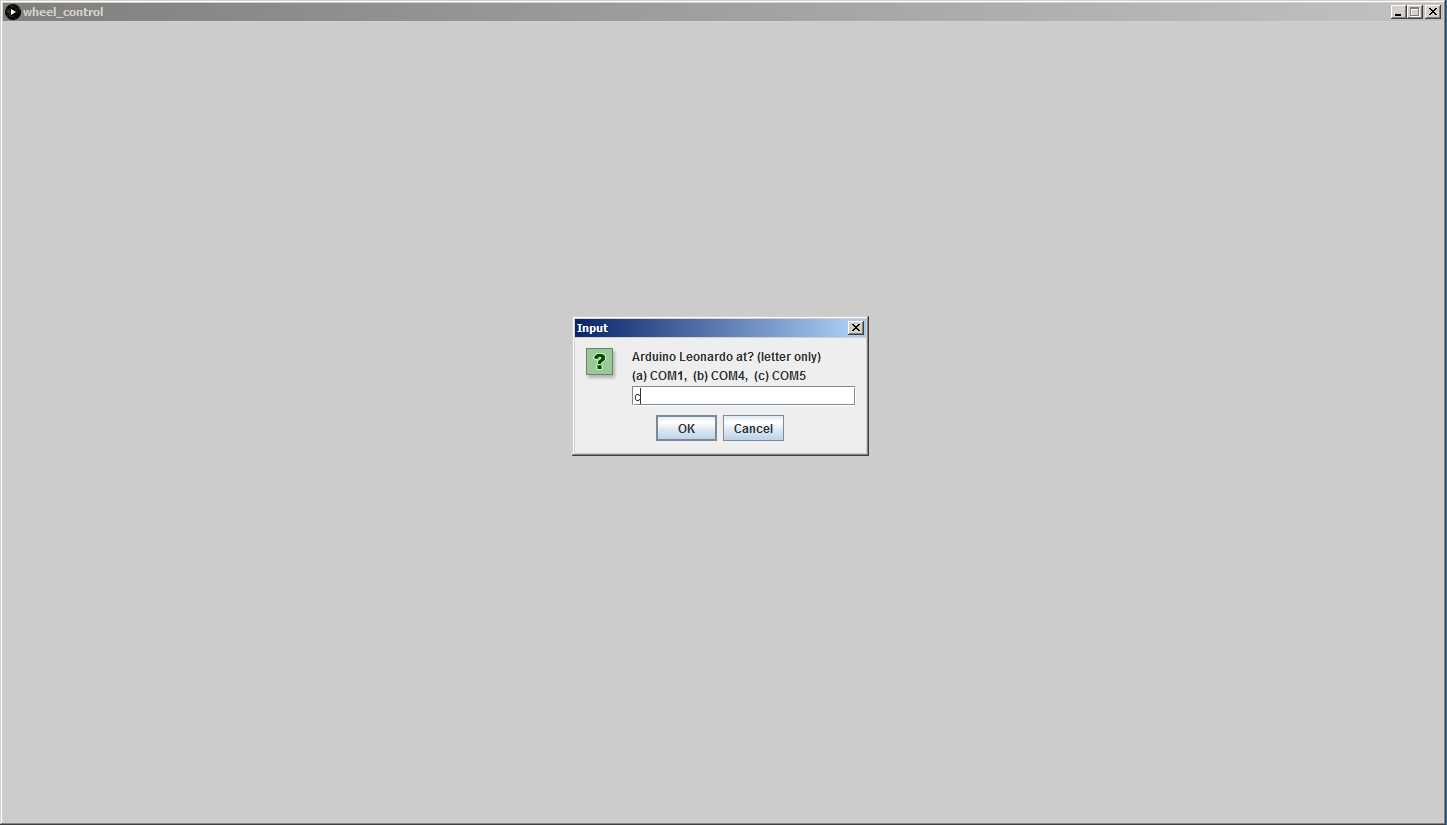 wheel_control
Input
Arduino Leonardo at? (letter only)
(a) COM1, (b) COM4, (c) COM5
c
OK Cancel